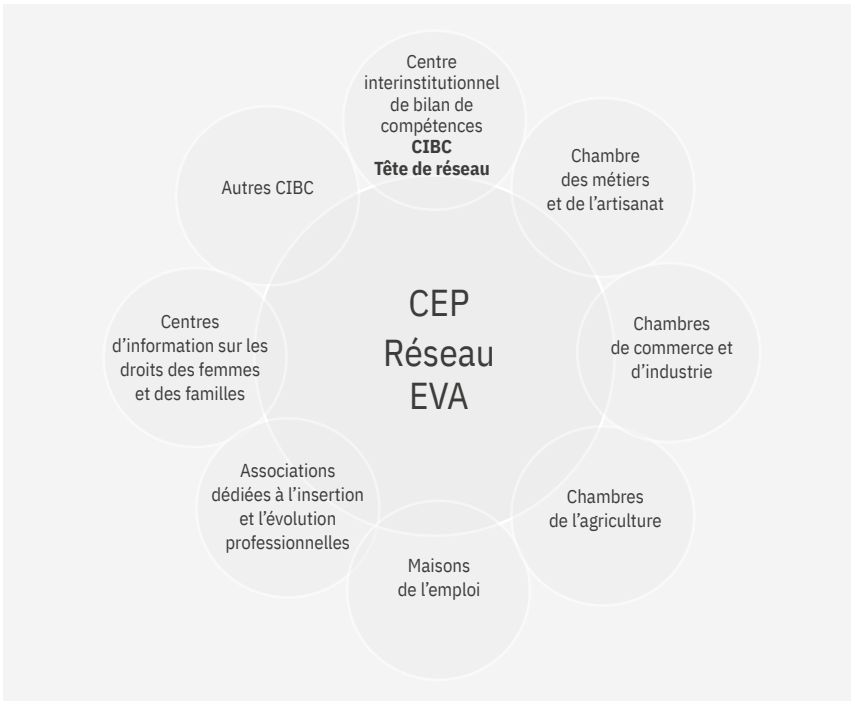 Centre
interinstitutionnel
de bilan de
compétences
CIBC
Tête de réseau
Chambre
des métiers
et de l’artisanat
Chambres
de commerce et
d’industrie
Chambres
de l’agriculture
Maisons
de l’emploi
Associations
dédiées à l’insertion
et l’évolution
professionnelles
Centres
d’information sur les
droits des femmes
et des familles
Autres CIBC
CEP
Réseau
EVA